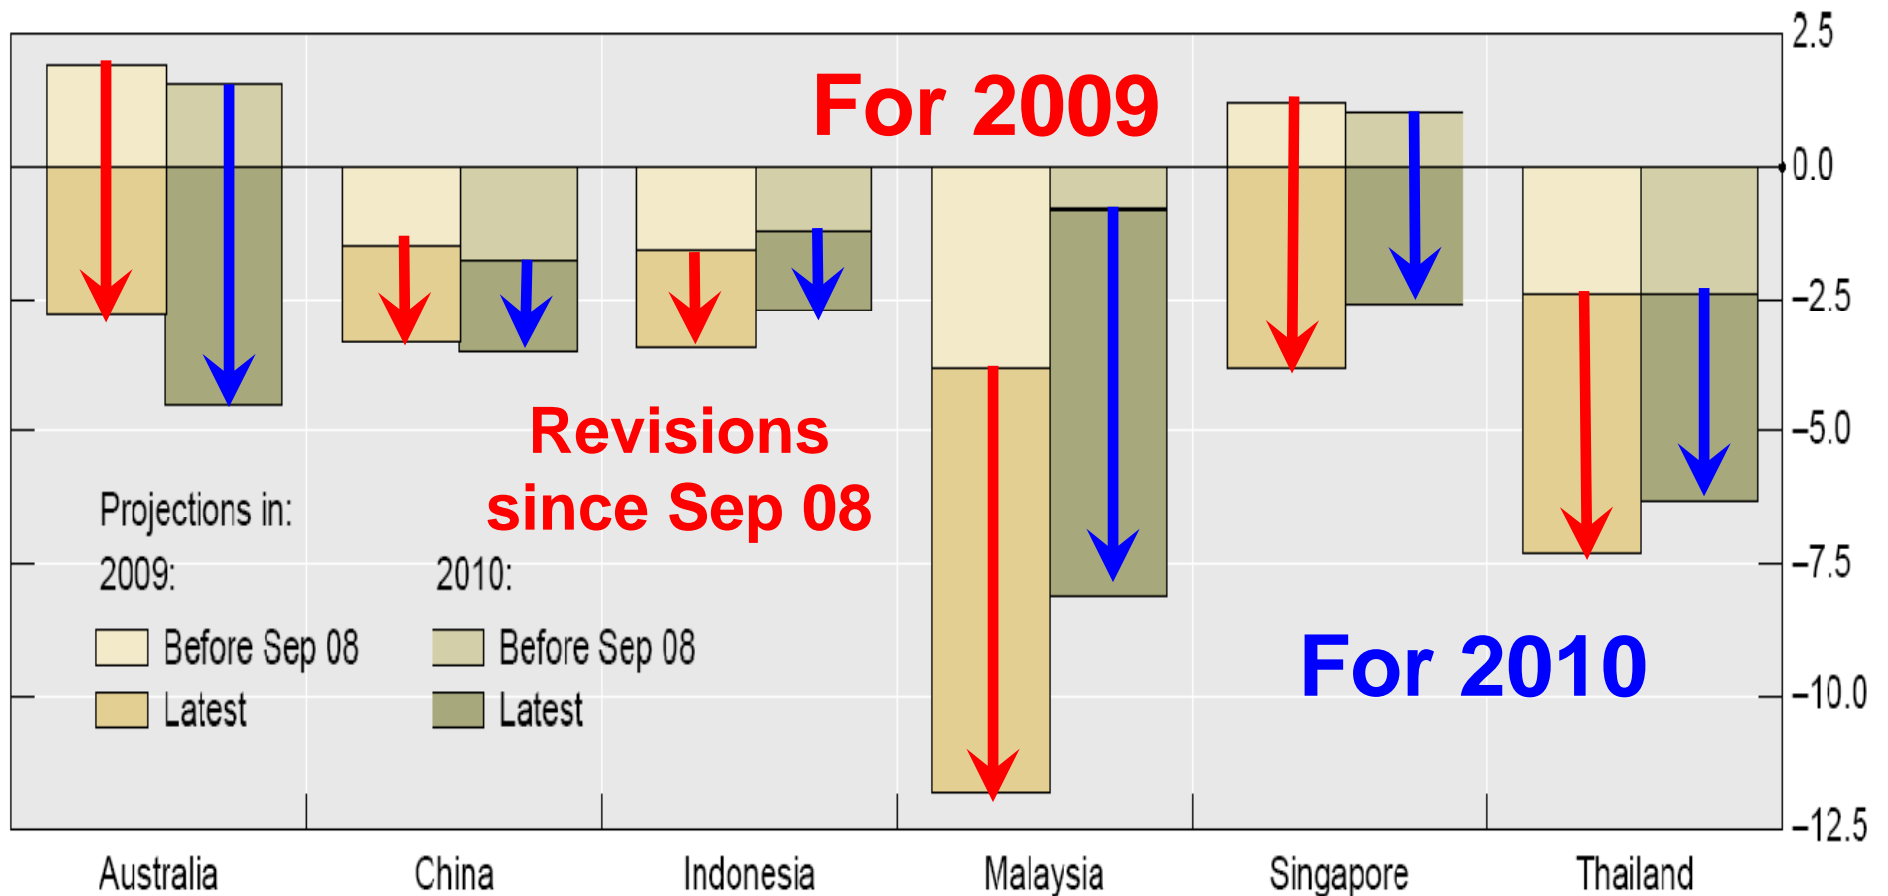 2.5
For 2009
0.0
−2.5
Revisions
since Sep 08
−5.0
Projections in:
2009:
2010:
−7.5
Before Sep 08
Before Sep 08
For 2010
Latest
Latest
−10.0
−12.5
Australia
China
Indonesia
Malaysia
Singapore
Thailand